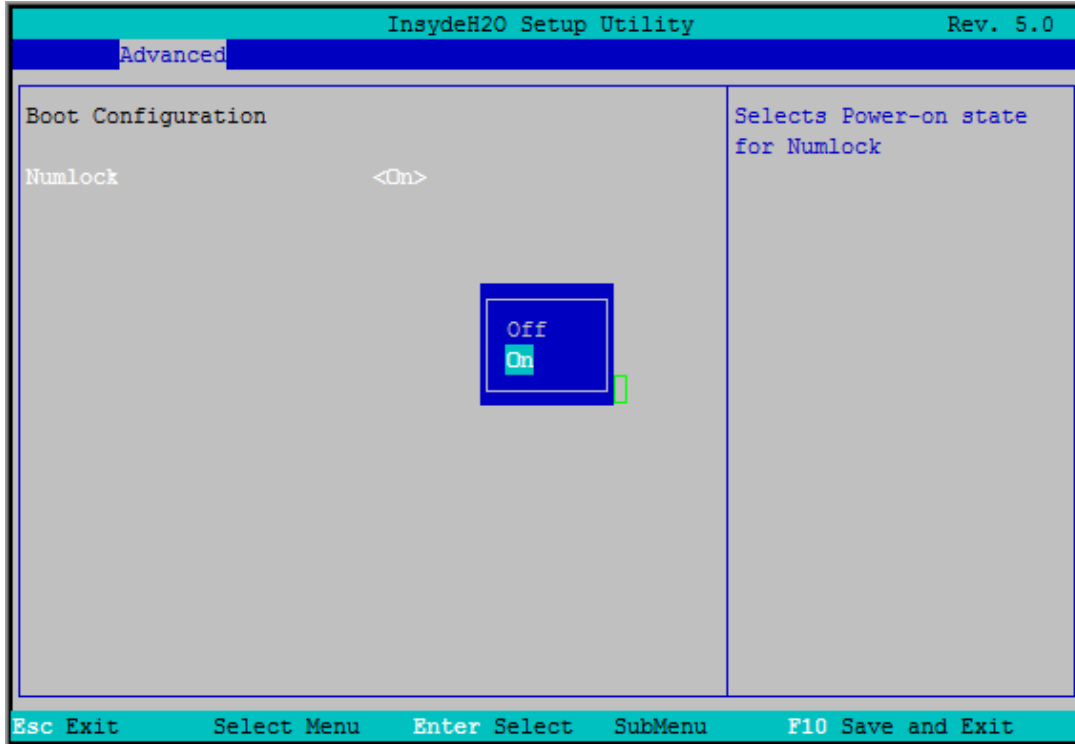 InsydeH2O Setup Utility Rev. 5.0
Advanced
Boot Configuration
Numlock <On>
Selects Power-on state
for Numlock
Off
On
Esc Exit Select Menu Enter Select SubMenu F10 Save and Exit